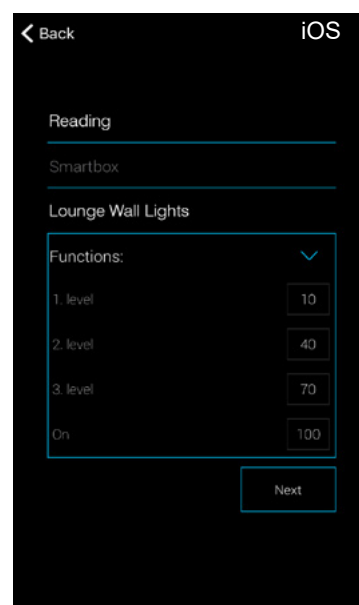 Back
iOS
Reading
Smartbox
Lounge Wall Lights
Functions:
1. level 10
2. level 40
3. level 70
On 100
Next